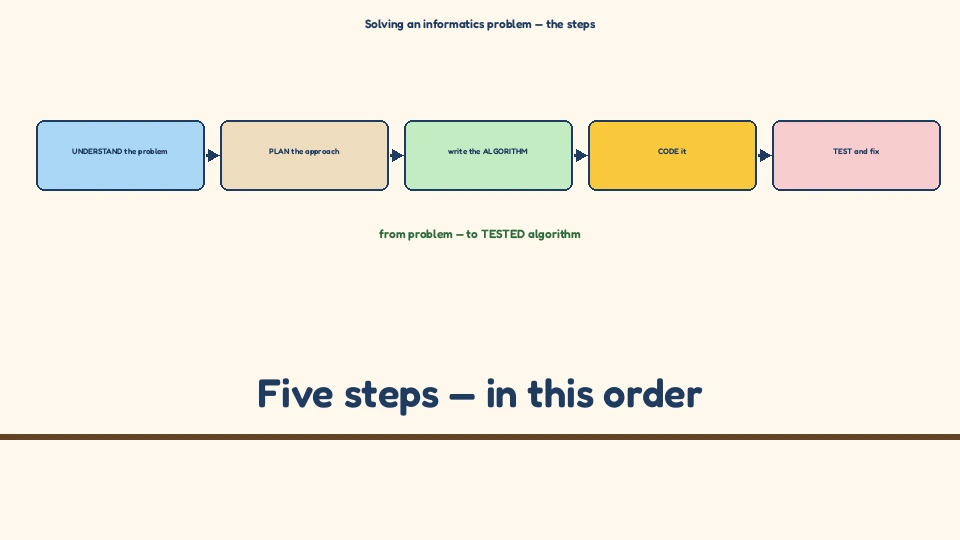 Solving an informatics problem — the steps
UNDERSTAND the problem
PLAN the approach
write the ALGORITHM
CODE it
TEST and fix
from problem — to TESTED algorithm
Five steps — in this order